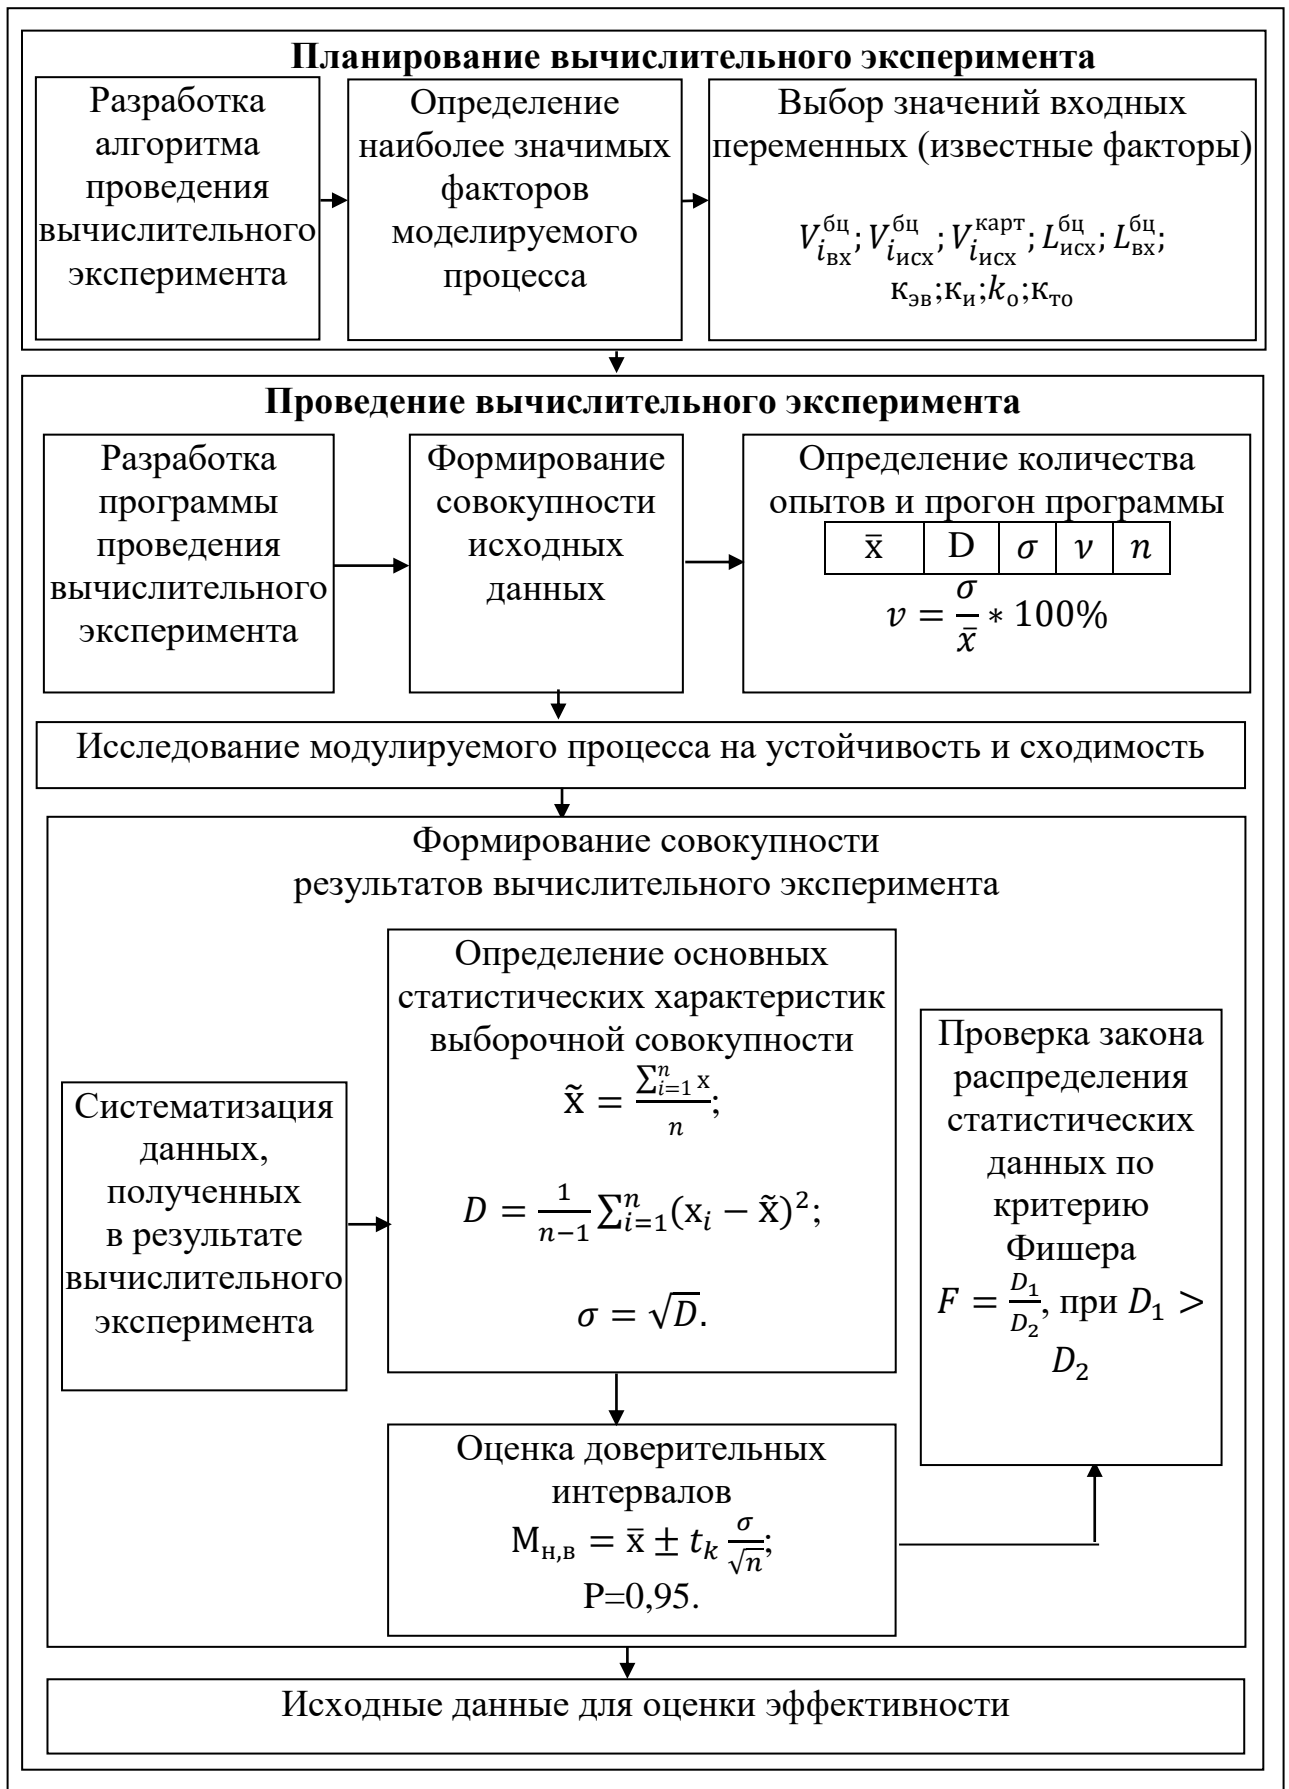 Планирование вычислительного эксперимента
Разработка
алгоритма
проведения
вычислительного
эксперимента
Определение
наиболее значимых
факторов
моделируемого
процесса
Выбор значений входных
переменных (известные факторы)
V_{i_{вх}}^{бц}; V_{i_{исх}}^{бц}; V_{i_{исх}}^{карт}; L_{исх}^{бц}; L_{вх}^{бц};
к_{эв};к_{и};k_{о};к_{то}
Проведение вычислительного эксперимента
Разработка
программы
проведения
вычислительного
эксперимента
Формирование
совокупности
исходных
данных
Определение количества
опытов и прогон программы
x̄ D σ ν n
v = \frac{σ}{x̄} * 100%
Исследование модулируемого процесса на устойчивость и сходимость
Формирование совокупности
результатов вычислительного эксперимента
Систематизация
данных,
полученных
в результате
вычислительного
эксперимента
Определение основных
статистических характеристик
выборочной совокупности
x̃ = \frac{∑_{i=1}^{n} x}{n};
D = \frac{1}{n−1} ∑_{i=1}^{n} (x_i − x̃)^2;
σ = √D.
Оценка доверительных
интервалов
М_{н,в} = x̄ ± t_k \frac{σ}{√n};
P=0,95.
Проверка закона
распределения
статистических
данных по
критерию
Фишера
F = \frac{D_1}{D_2}, при D_1 >
D_2
Исходные данные для оценки эффективности